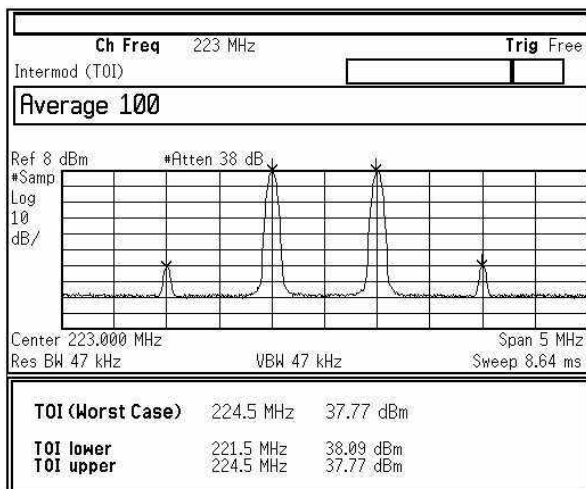 Ch Freq 223 MHz Trig Free
Intermod (TOI)
Average 100
Ref 8 dBm #Atten 38 dB
#Samp
Log
10
dB/
Center 223.000 MHz Span 5 MHz
Res BW 47 kHz VBW 47 kHz Sweep 8.64 ms
TOI (Worst Case) 224.5 MHz 37.77 dBm
TOI lower 221.5 MHz 38.09 dBm
TOI upper 224.5 MHz 37.77 dBm